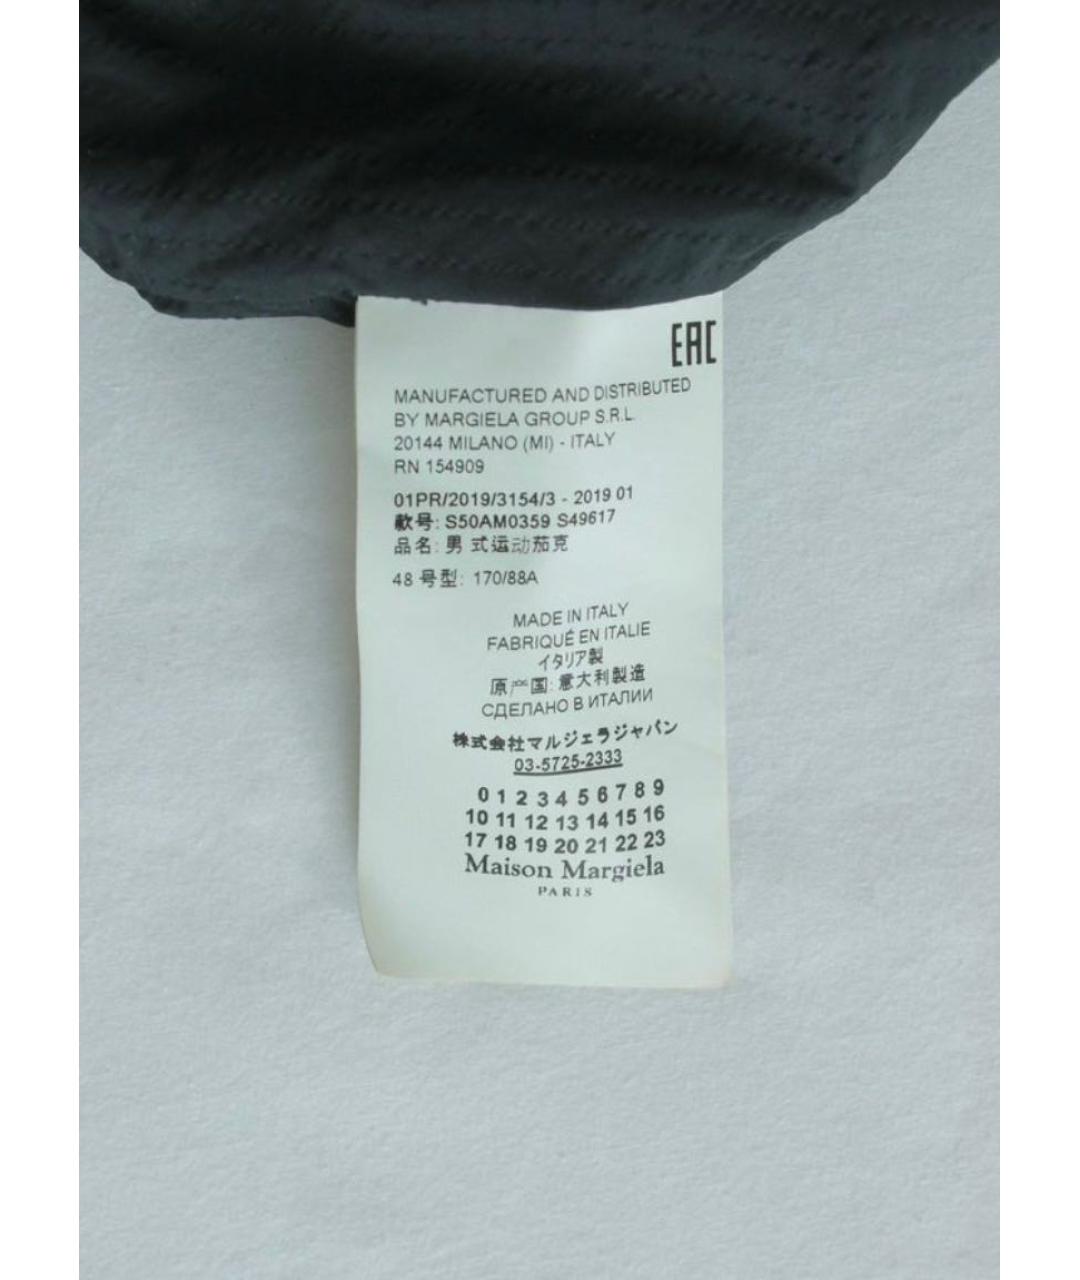 EAC
MANUFACTURED AND DISTRIBUTED
BY MARGIELA GROUP S.R.L.
20144 MILANO (MI) - ITALY
RN 154909
01PR/2019/3154/3 - 2019 01
款号: S50AM0359 S49617
品名: 男 式运动茄克
48 号型: 170/88A
MADE IN ITALY
FABRIQUÉ EN ITALIE
イタリア製
原产国: 意大利製造
СДЕЛАНО В ИТАЛИИ
株式会社マルジェラジャパン
03-5725-2333
0 1 2 3 4 5 6 7 8 9
10 11 12 13 14 15 16
17 18 19 20 21 22 23
Maison Margiela
PARIS